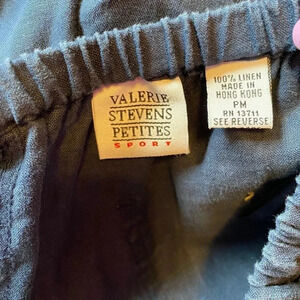 VALERIE
STEVENS
PETITES
SPORT
100% LINEN
MADE IN
HONG KONG
PM
RN 13711
SEE REVERSE